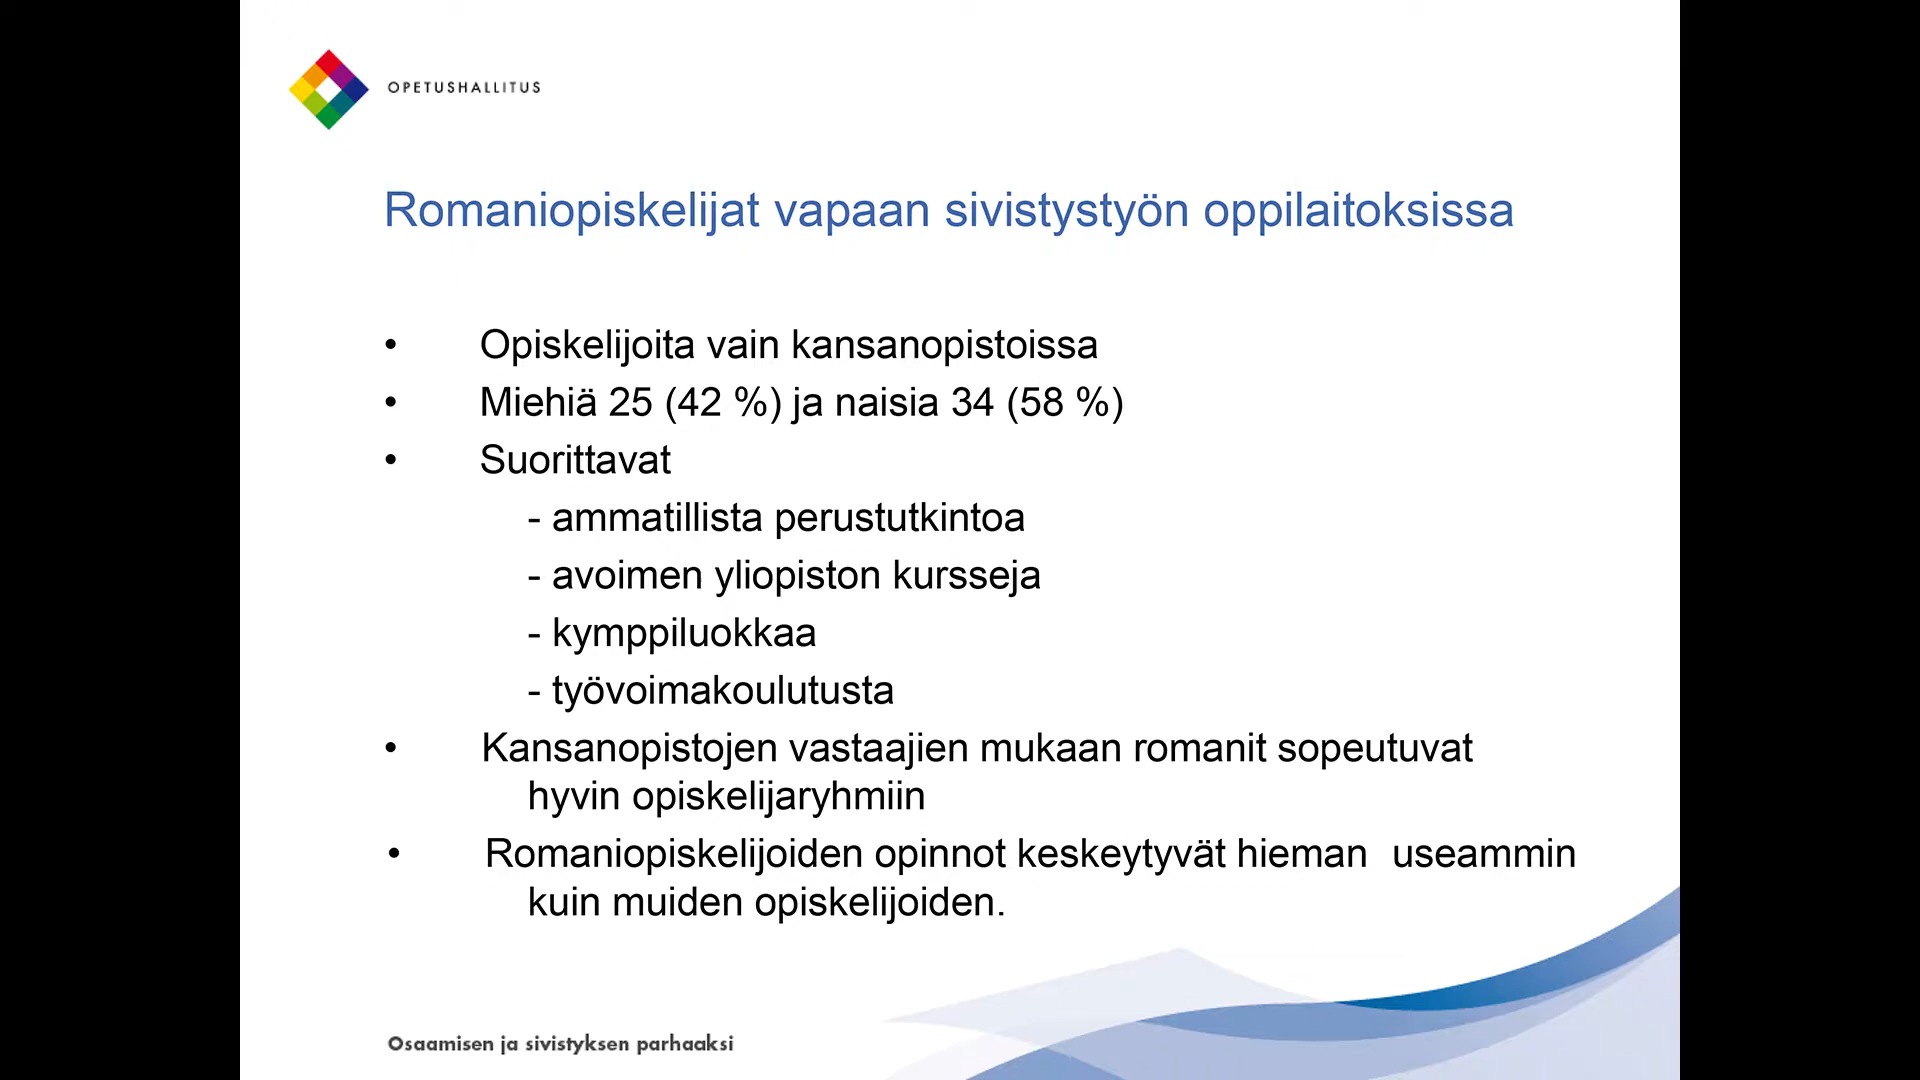 OPETUSHALLITUS
Romaniopiskelijat vapaan sivistystyön oppilaitoksissa
• Opiskelijoita vain kansanopistoissa
• Miehiä 25 (42 %) ja naisia 34 (58 %)
• Suorittavat
- ammatillista perustutkintoa
- avoimen yliopiston kursseja
- kymppiluokkaa
- työvoimakoulutusta
• Kansanopistojen vastaajien mukaan romanit sopeutuvat
hyvin opiskelijaryhmiin
• Romaniopiskelijoiden opinnot keskeytyvät hieman useammin
kuin muiden opiskelijoiden.
Osaamisen ja sivistyksen parhaaksi